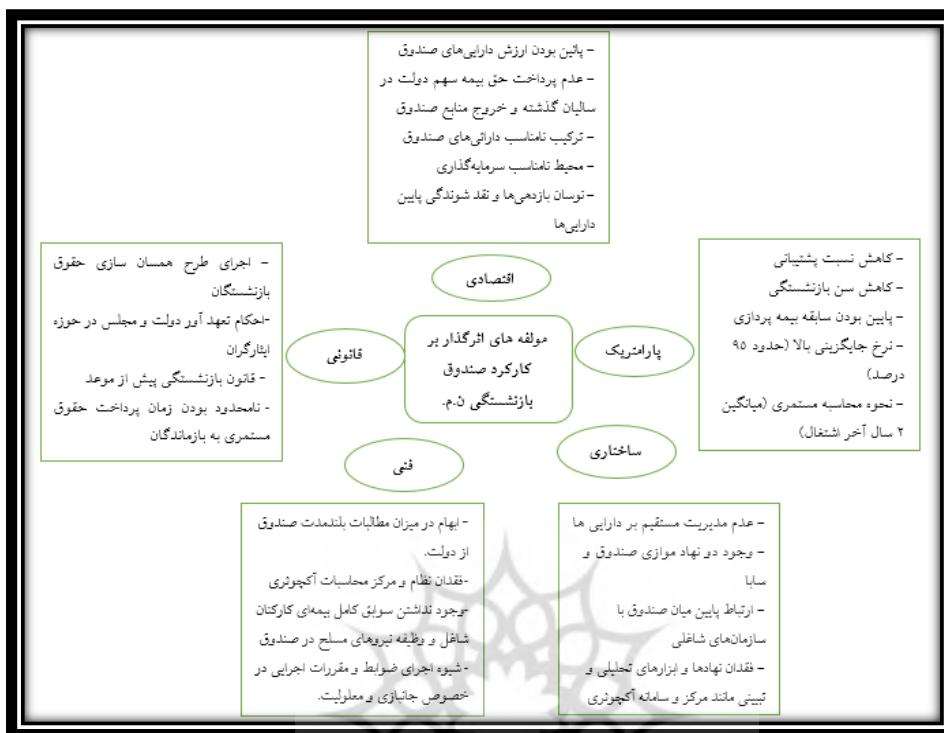 - پائین بودن ارزش دارایی‌های صندوق
- عدم پرداخت حق بیمه سهم دولت در
سالیان گذشته و خروج منابع صندوق
- ترکیب نامناسب دارائی‌های صندوق
- محیط نامناسب سرمایه‌گذاری
-نوسان بازدهی‌ها و نقد شوندگی پایین
دارایی‌ها
اقتصادی
- کاهش نسبت پشتیبانی
- کاهش سن بازنشستگی
- پایین بودن سابقه بیمه پردازی
- نرخ جایگزینی بالا (حدود ۹۵
درصد)
- نحوه محاسبه مستمری (میانگین
۲ سال آخر اشتغال)
پارامتریک
مولفه های اثرگذار بر
کارکرد صندوق
بازنشستگی ن.م.
قانونی
- اجرای طرح همسان سازی حقوق
بازنشستگان
-احکام تعهد آور دولت و مجلس در حوزه
ایثارگران
- قانون بازنشستگی پیش از موعد
- نامحدود بودن زمان پرداخت حقوق
مستمری به بازماندگان
ساختاری
فنی
- عدم مدیریت مستقیم بر دارایی ها
- وجود دو نهاد موازی صندوق و
ساپا
- ارتباط پایین میان صندوق با
سازمان‌های شاغلی
- فقدان نهادها و ابزارهای تحلیلی و
تبیینی مانند مرکز و سامانه آکچوئری
- ابهام در میزان مطالبات بلندمدت صندوق
از دولت.
-فقدان نظام و مرکز محاسبات آکچوئری
-وجود نداشتن سوابق کامل بیمه‌ای کارکنان
شاغل و وظیفه نیروهای مسلح در صندوق
-شیوه اجرای ضوابط و مقررات اجرایی در
خصوص جانبازی و معلولیت.